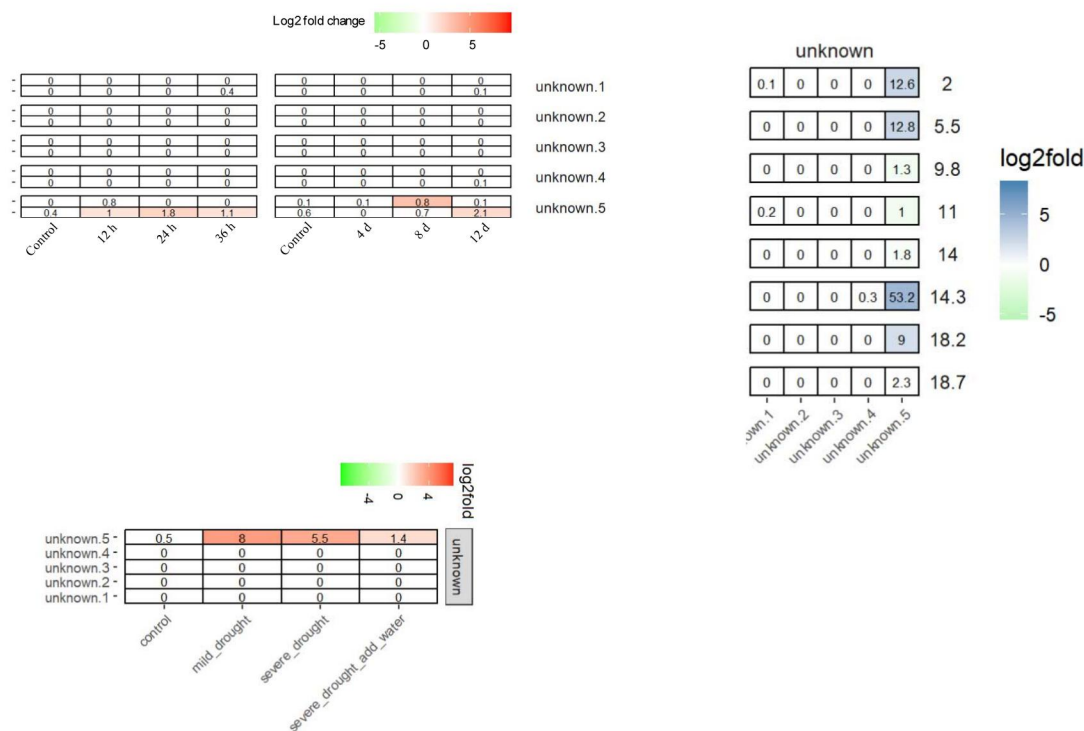 Log2 fold change
-5 0 5
- 0 0 0 0 0 0 0 0 unknown.1
- 0 0 0 0.4 0 0 0 0.1
- 0 0 0 0 0 0 0 0 unknown.2
- 0 0 0 0 0 0 0 0
- 0 0 0 0 0 0 0 0 unknown.3
- 0 0 0 0 0 0 0 0
- 0 0 0 0 0 0 0 0 unknown.4
- 0 0 0 0 0 0 0 0.1
- 0 0.8 0 0 0.1 0.1 0.8 0.1 unknown.5
- 0.4 1 1.8 1.1 0.6 0 0.7 2.1
Control 12 h 24 h 36 h Control 4 d 8 d 12 d
unknown
0.1 0 0 0 12.6 2
0 0 0 0 12.8 5.5
0 0 0 0 1.3 9.8
0.2 0 0 0 1 11
0 0 0 0 1.8 14
0 0 0 0.3 53.2 14.3
0 0 0 0 9 18.2
0 0 0 0 2.3 18.7
own.1 unknown.2 unknown.3 unknown.4 unknown.5
log2fold
5
0
-5
-4 0 4 log2fold
unknown.5 - 0.5 8 5.5 1.4
unknown.4 - 0 0 0 0
unknown.3 - 0 0 0 0
unknown.2 - 0 0 0 0
unknown.1 - 0 0 0 0
unknown
control mild_drought severe_drought severe_drought_add_water